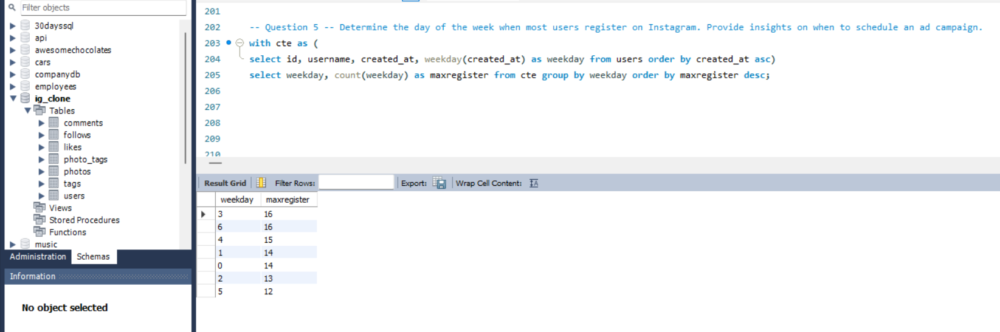 Filter objects
30dayssql
api
awesomechocolates
cars
companydb
employees
ig_clone
Tables
comments
follows
likes
photo_tags
photos
tags
users
Views
Stored Procedures
Functions
music
Administration Schemas
Information
No object selected
201
202 -- Question 5 -- Determine the day of the week when most users register on Instagram. Provide insights on when to schedule an ad campaign.
203 with cte as (
204 select id, username, created_at, weekday(created_at) as weekday from users order by created_at asc)
205 select weekday, count(weekday) as maxregister from cte group by weekday order by maxregister desc;
206
207
208
209
210
Result Grid Filter Rows: Export: Wrap Cell Content:
weekday maxregister
3 16
6 16
4 15
1 14
0 14
2 13
5 12